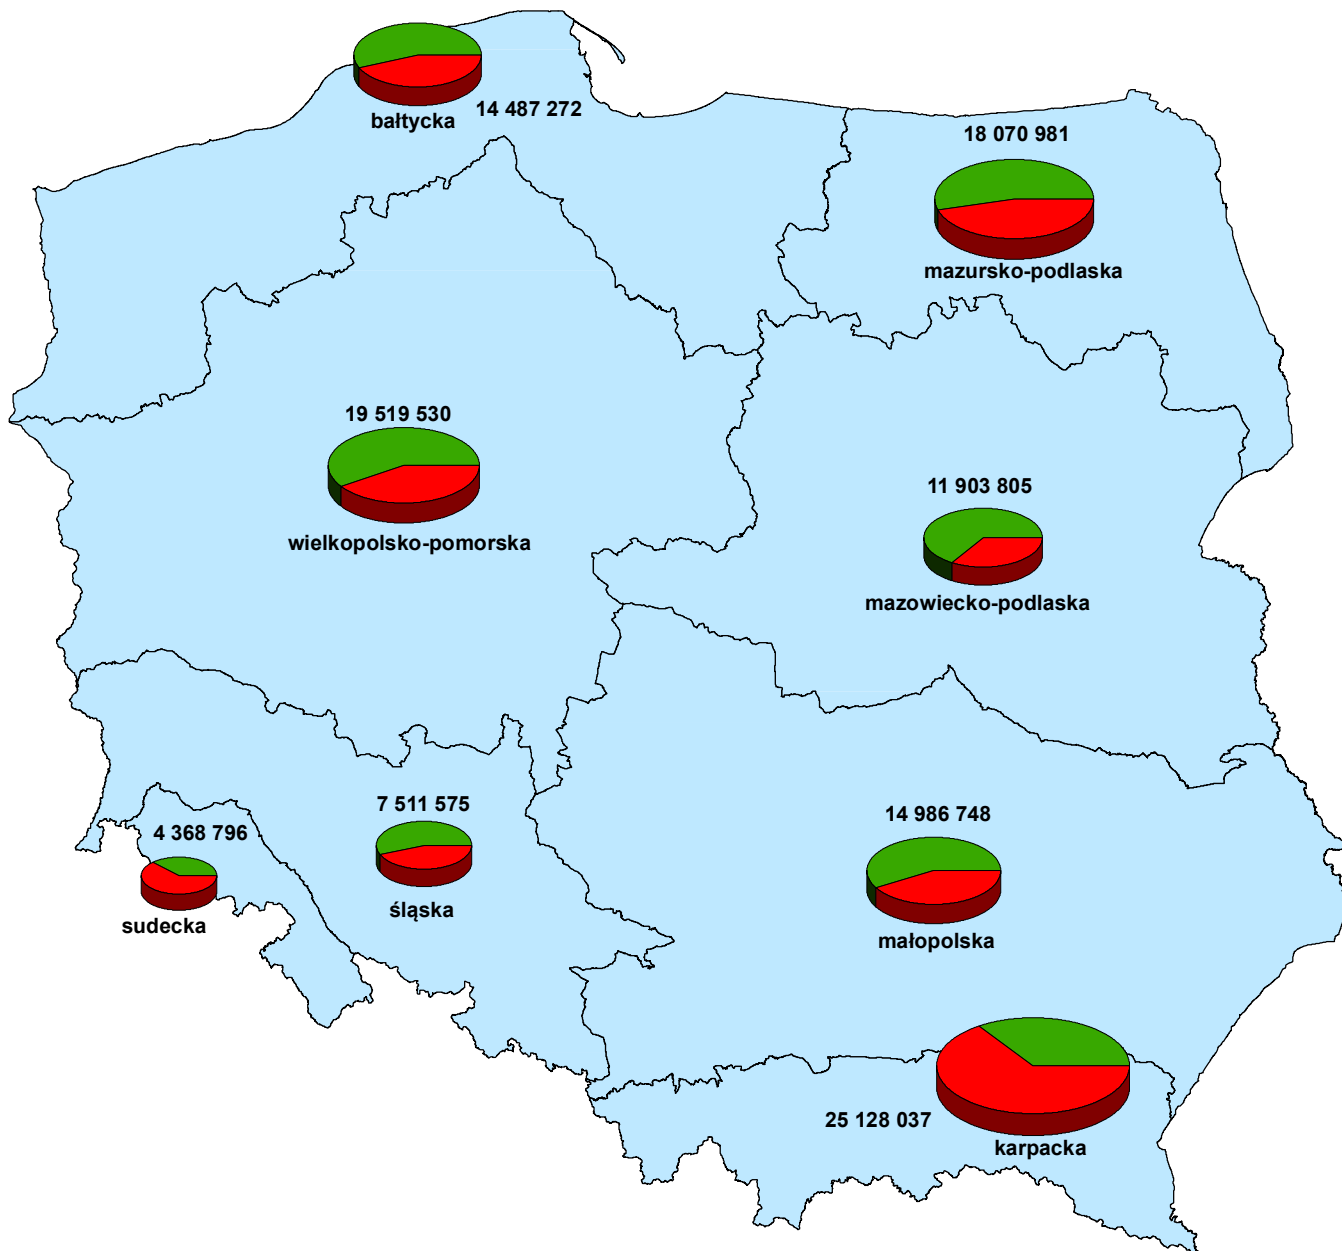 bałtycka
14 487 272
18 070 981
mazursko-podlaska
19 519 530
wielkopolsko-pomorska
11 903 805
mazowiecko-podlaska
7 511 575
śląska
4 368 796
sudecka
14 986 748
małopolska
25 128 037
karpacka